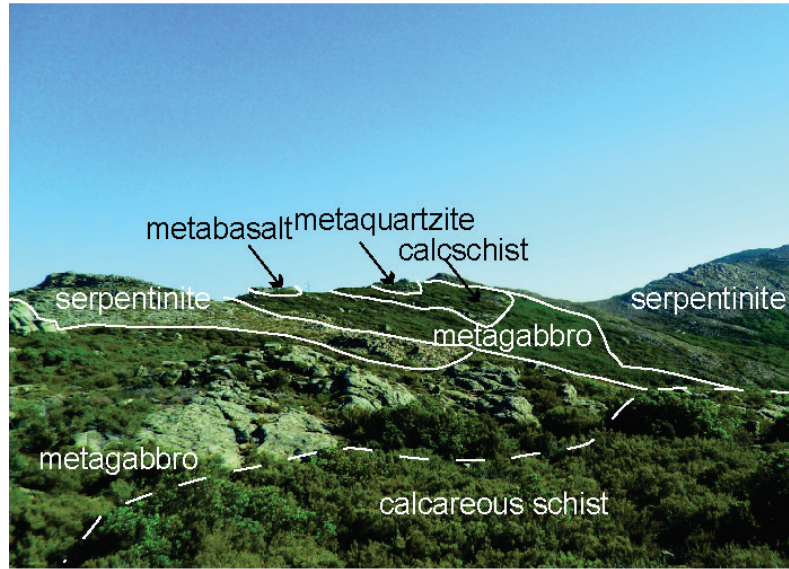 metabasalt
metaquartzite
calcschist
serpentinite
serpentinite
metagabbro
metagabbro
calcareous schist